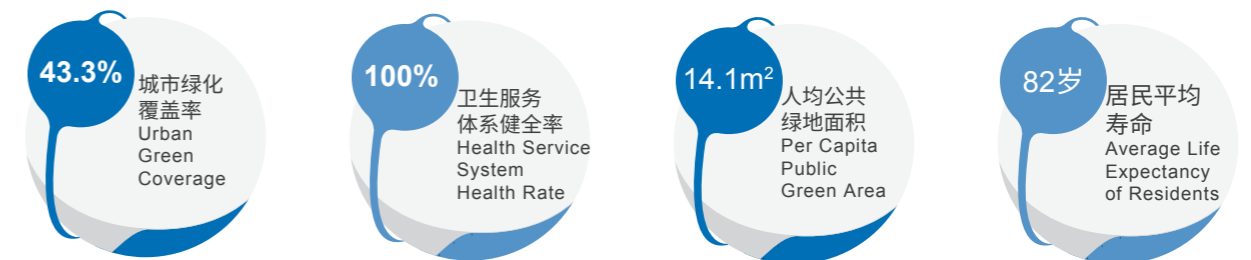 43.3%
城市绿化
覆盖率
Urban
Green
Coverage
100%
卫生服务
体系健全率
Health Service
System
Health Rate
14.1m²
人均公共
绿地面积
Per Capita
Public
Green Area
82岁
居民平均
寿命
Average Life
Expectancy
of Residents